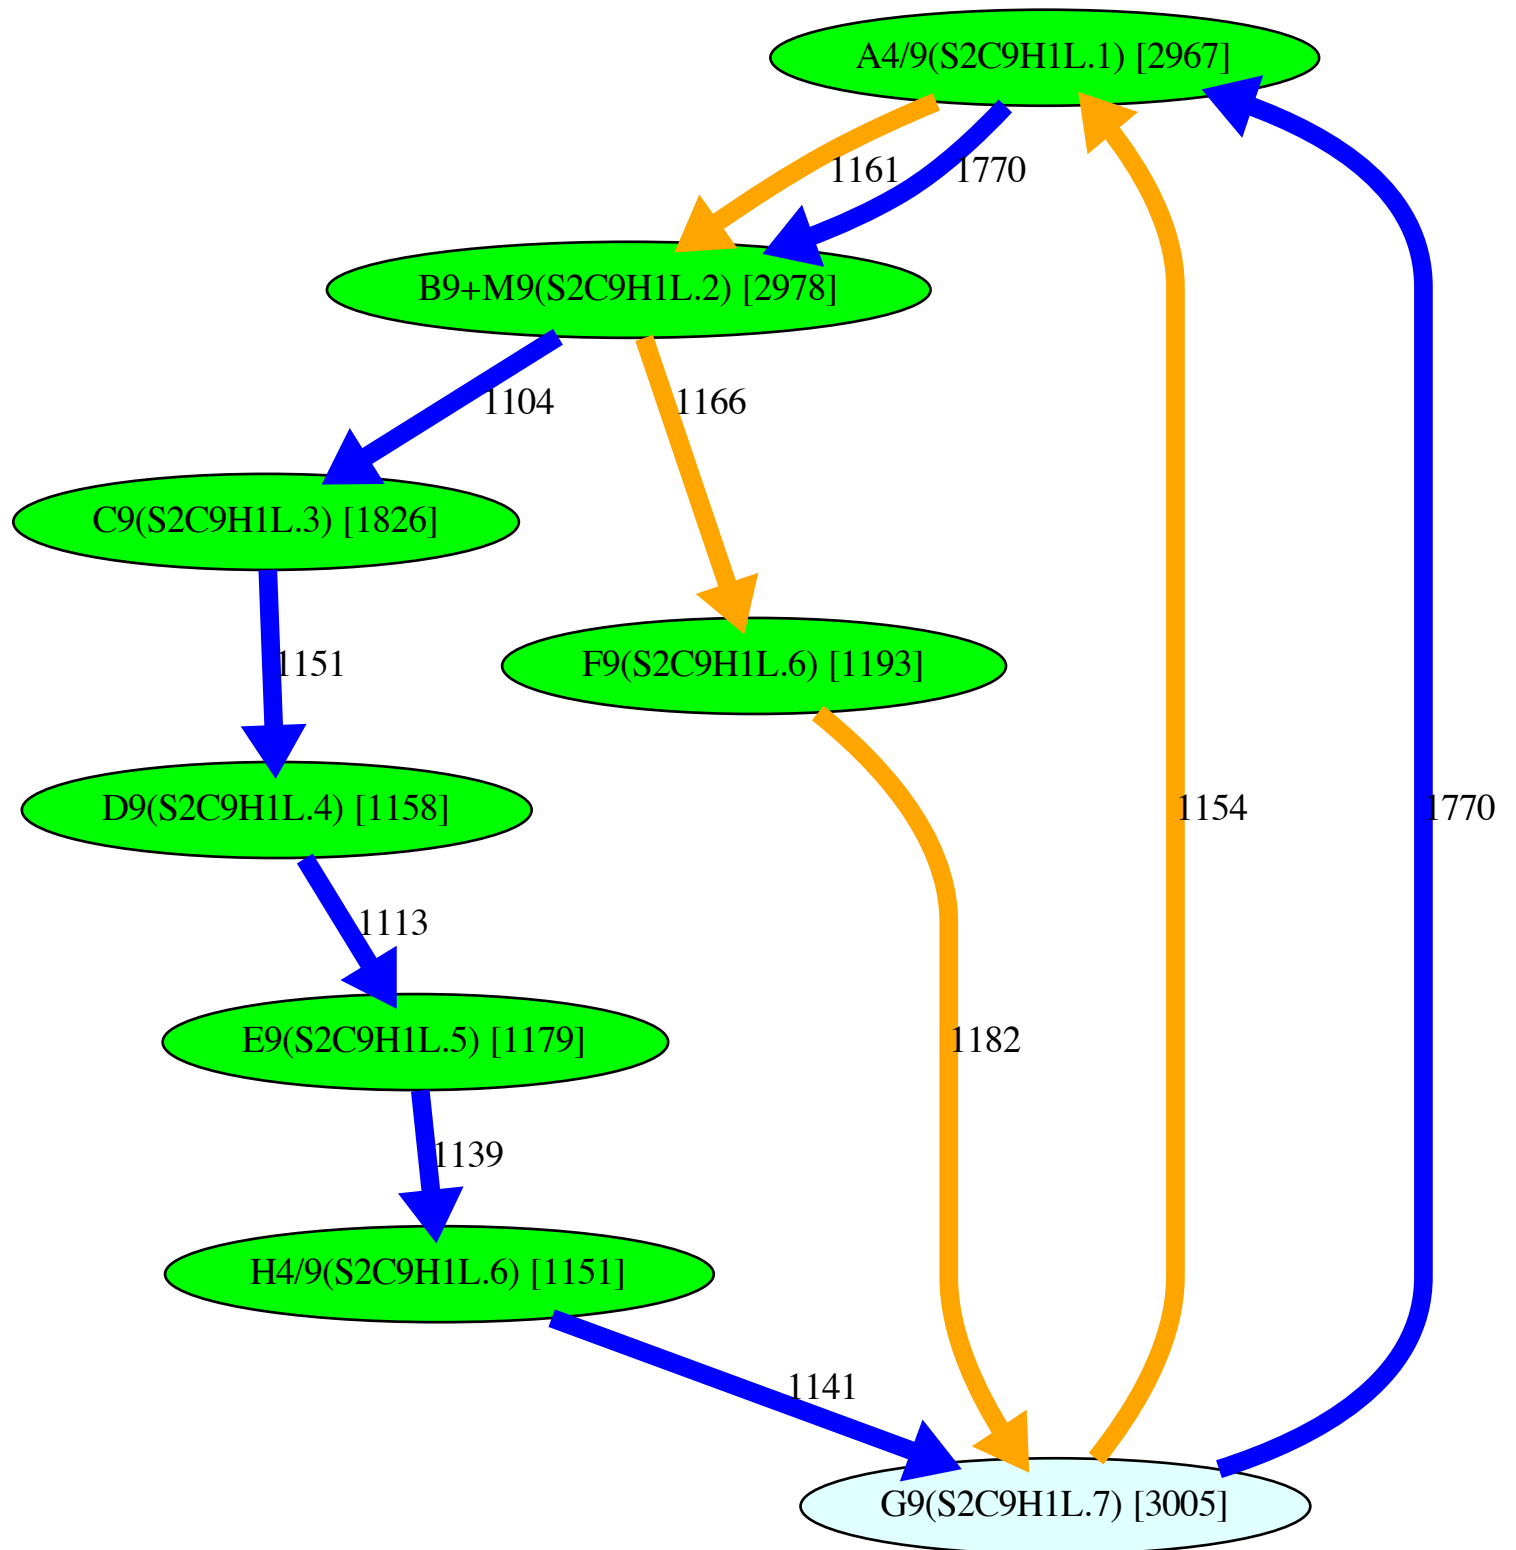 A4/9(S2C9H1L.1) [2967]
1161
1770
B9+M9(S2C9H1L.2) [2978]
1104
1166
C9(S2C9H1L.3) [1826]
1151
F9(S2C9H1L.6) [1193]
D9(S2C9H1L.4) [1158]
1154
1770
1113
E9(S2C9H1L.5) [1179]
1182
1139
H4/9(S2C9H1L.6) [1151]
1141
G9(S2C9H1L.7) [3005]